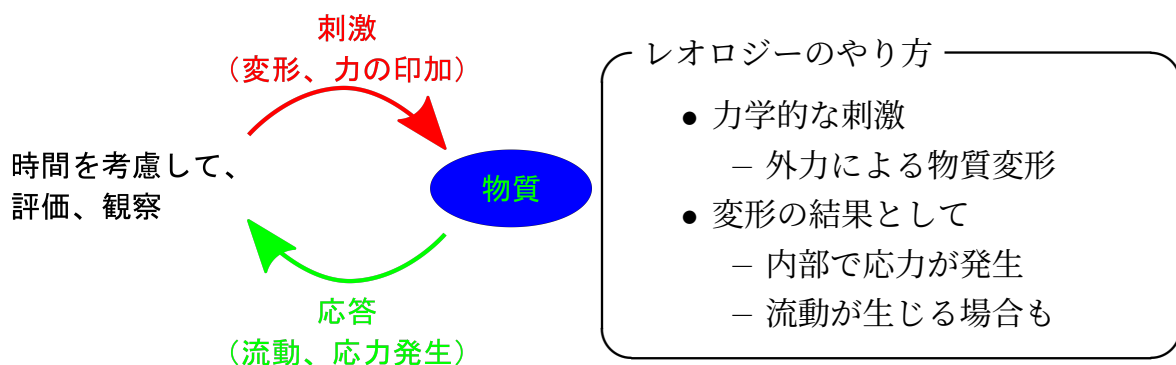 刺激
(変形、力の印加)
時間を考慮して、
評価、観察
物質
応答
(流動、応力発生)
レオロジーのやり方
● 力学的な刺激
– 外力による物質変形
● 変形の結果として
– 内部で応力が発生
– 流動が生じる場合も